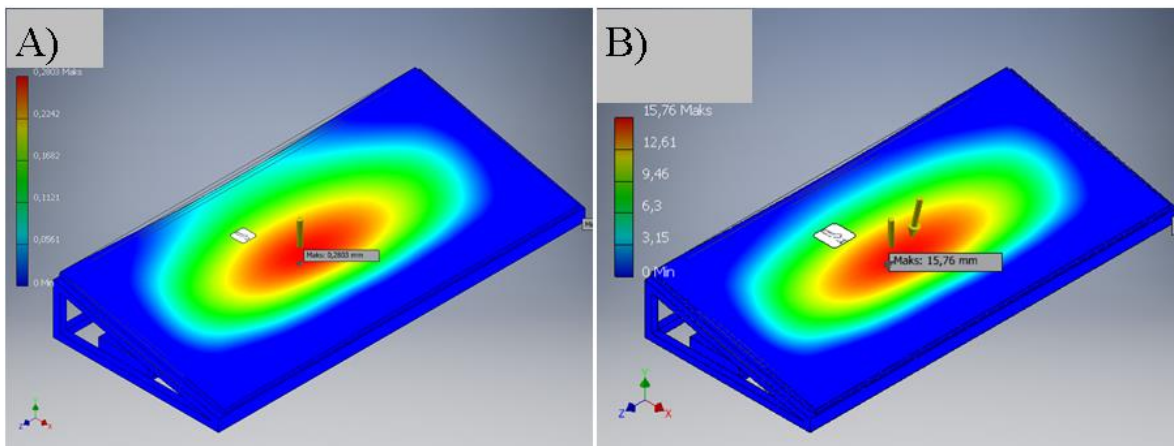 A)
0,2803 Maks
0,2242
0,1682
0,1121
0,0561
0 Min
Maks: 0,2803 mm
Y
Z
X
B)
15,76 Maks
12,61
9,46
6,3
3,15
0 Min
Maks: 15,76 mm
Y
Z
X